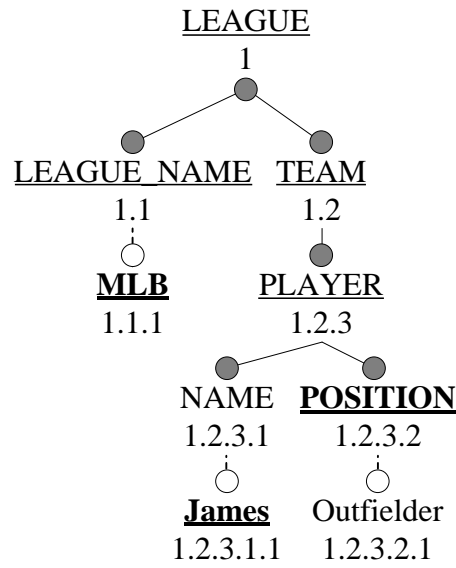 LEAGUE
1
LEAGUE_NAME TEAM
1.1 1.2
MLB PLAYER
1.1.1 1.2.3
NAME POSITION
1.2.3.1 1.2.3.2
James Outfielder
1.2.3.1.1 1.2.3.2.1